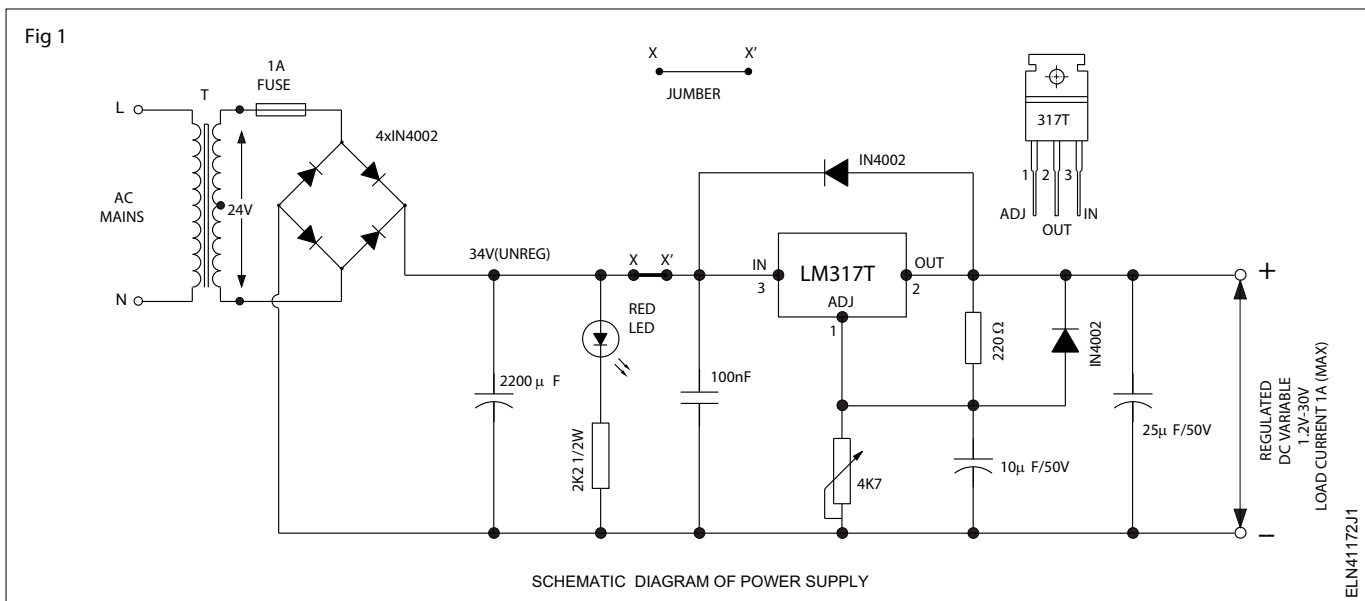 Fig 1
1A
FUSE
T
L
4xIN4002
AC
MAINS
24V
N
X X'
JUMBER
317T
1 2 3
ADJ
OUT
IN
IN4002
34V(UNREG)
X X'
RED
LED
IN
3
LM317T
OUT
2
ADJ
1
220 Ω
IN4002
2200 μ F
2K2 1/2W
100nF
4K7
10μ F/50V
25μ F/50V
+
REGULATED
DC VARIABLE
1.2V-30V
LOAD CURRENT 1A (MAX)
--
SCHEMATIC DIAGRAM OF POWER SUPPLY
ELN41172J1